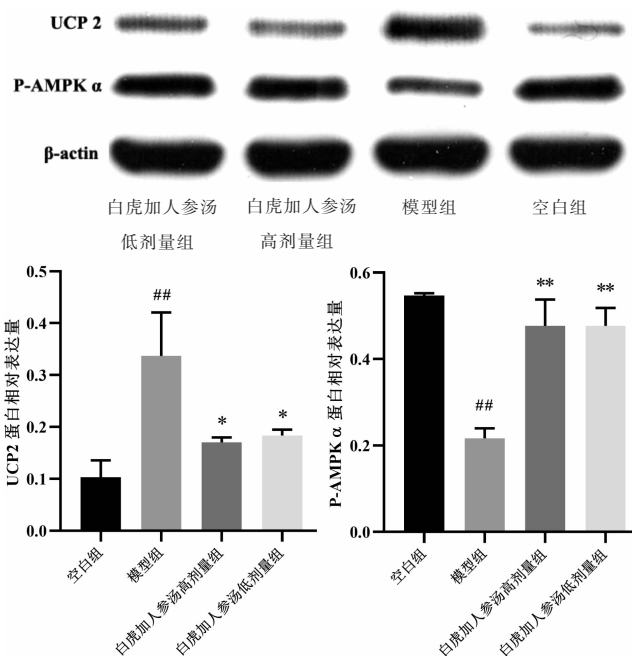 UCP 2
P-AMPK α
β-actin
白虎加人参汤
低剂量组
白虎加人参汤
高剂量组
模型组
空白组
UCP2 蛋白相对表达量
0.5
0.4
0.3
0.2
0.1
0.0
##
*
*
空白组
模型组
白虎加人参汤高剂量组
白虎加人参汤低剂量组
P-AMPK α 蛋白相对表达量
0.6
0.4
0.2
0.0
##
**
**
空白组
模型组
白虎加人参汤高剂量组
白虎加人参汤低剂量组